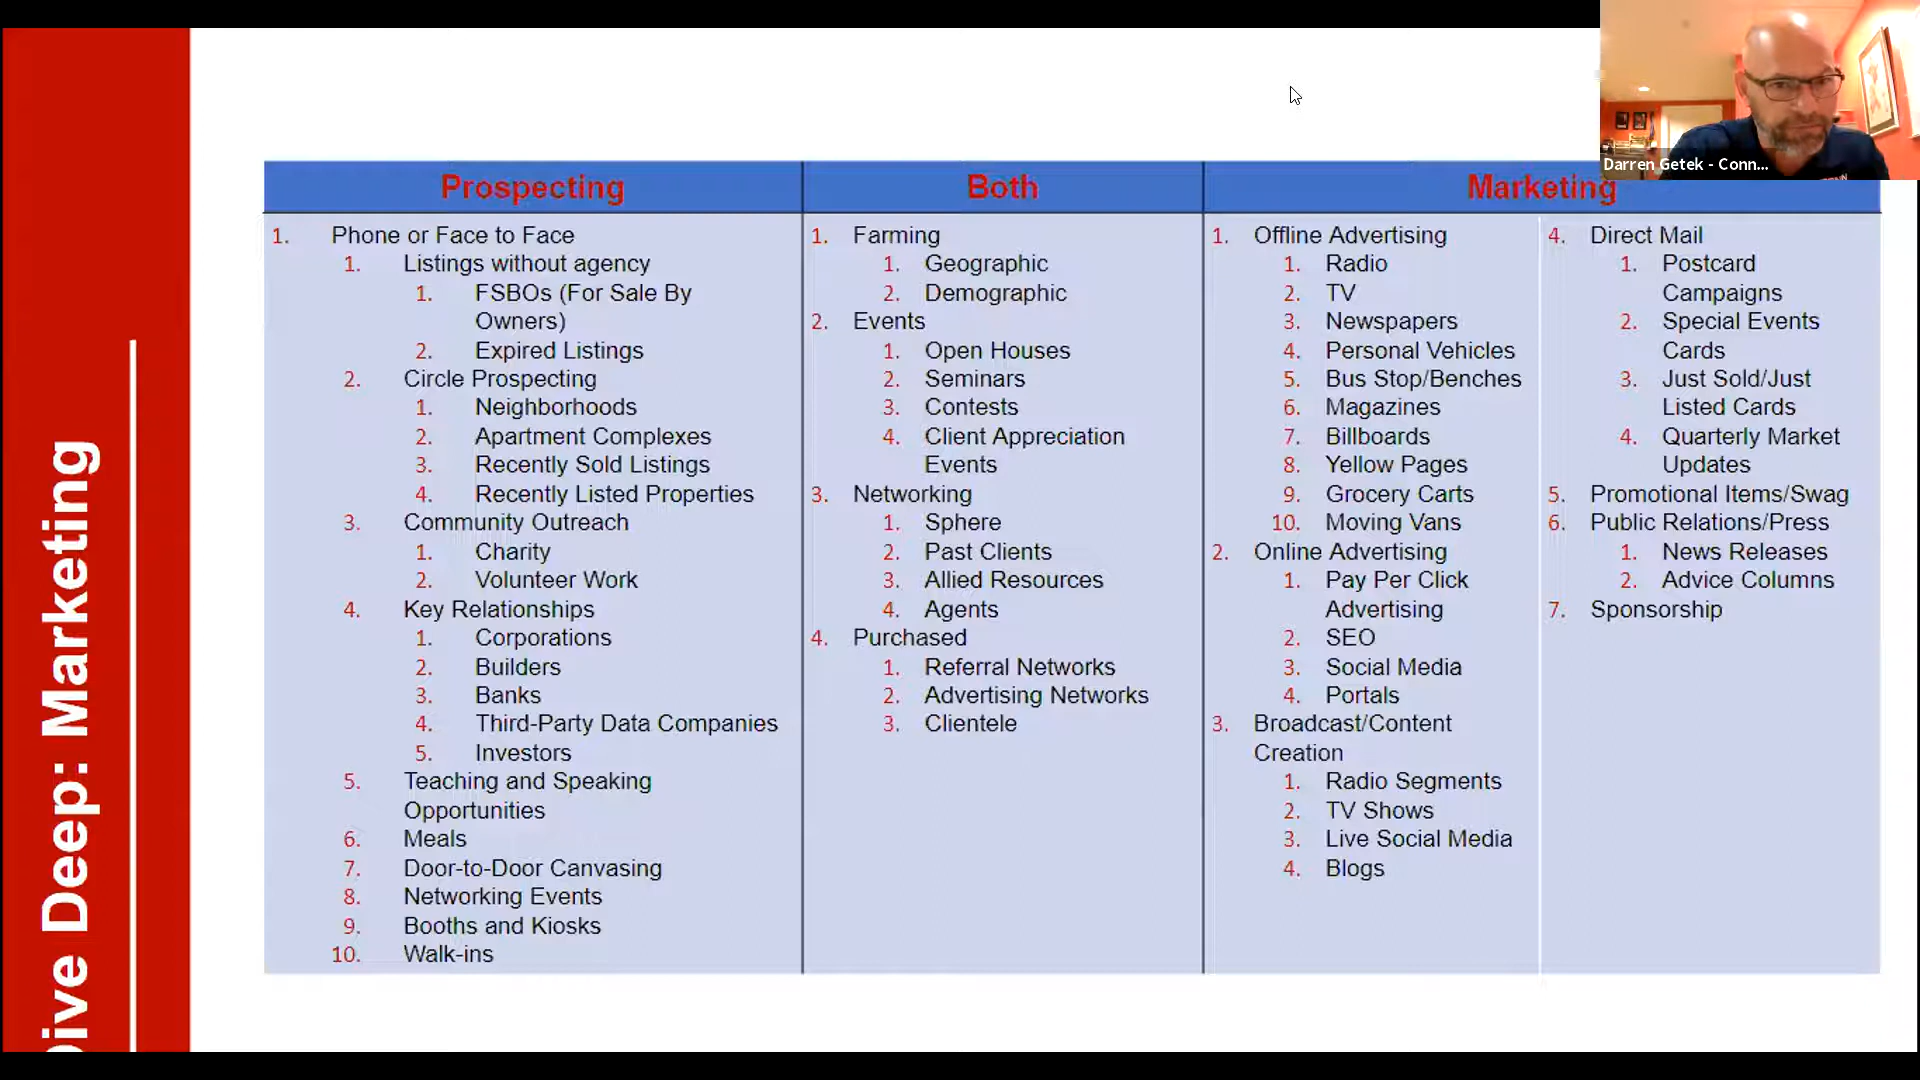 Dive Deep: Marketing
Darren Getek - Conn...
Prospecting
1. Phone or Face to Face
1. Listings without agency
1. FSBOs (For Sale By
Owners)
2. Expired Listings
2. Circle Prospecting
1. Neighborhoods
2. Apartment Complexes
3. Recently Sold Listings
4. Recently Listed Properties
3. Community Outreach
1. Charity
2. Volunteer Work
4. Key Relationships
1. Corporations
2. Builders
3. Banks
4. Third-Party Data Companies
5. Investors
5. Teaching and Speaking
Opportunities
6. Meals
7. Door-to-Door Canvasing
8. Networking Events
9. Booths and Kiosks
10. Walk-ins
Both
1. Farming
1. Geographic
2. Demographic
2. Events
1. Open Houses
2. Seminars
3. Contests
4. Client Appreciation
Events
3. Networking
1. Sphere
2. Past Clients
3. Allied Resources
4. Agents
4. Purchased
1. Referral Networks
2. Advertising Networks
3. Clientele
Marketing
1. Offline Advertising
1. Radio
2. TV
3. Newspapers
4. Personal Vehicles
5. Bus Stop/Benches
6. Magazines
7. Billboards
8. Yellow Pages
9. Grocery Carts
10. Moving Vans
2. Online Advertising
1. Pay Per Click
Advertising
2. SEO
3. Social Media
4. Portals
3. Broadcast/Content
Creation
1. Radio Segments
2. TV Shows
3. Live Social Media
4. Blogs
4. Direct Mail
1. Postcard
Campaigns
2. Special Events
Cards
3. Just Sold/Just
Listed Cards
4. Quarterly Market
Updates
5. Promotional Items/Swag
6. Public Relations/Press
1. News Releases
2. Advice Columns
7. Sponsorship